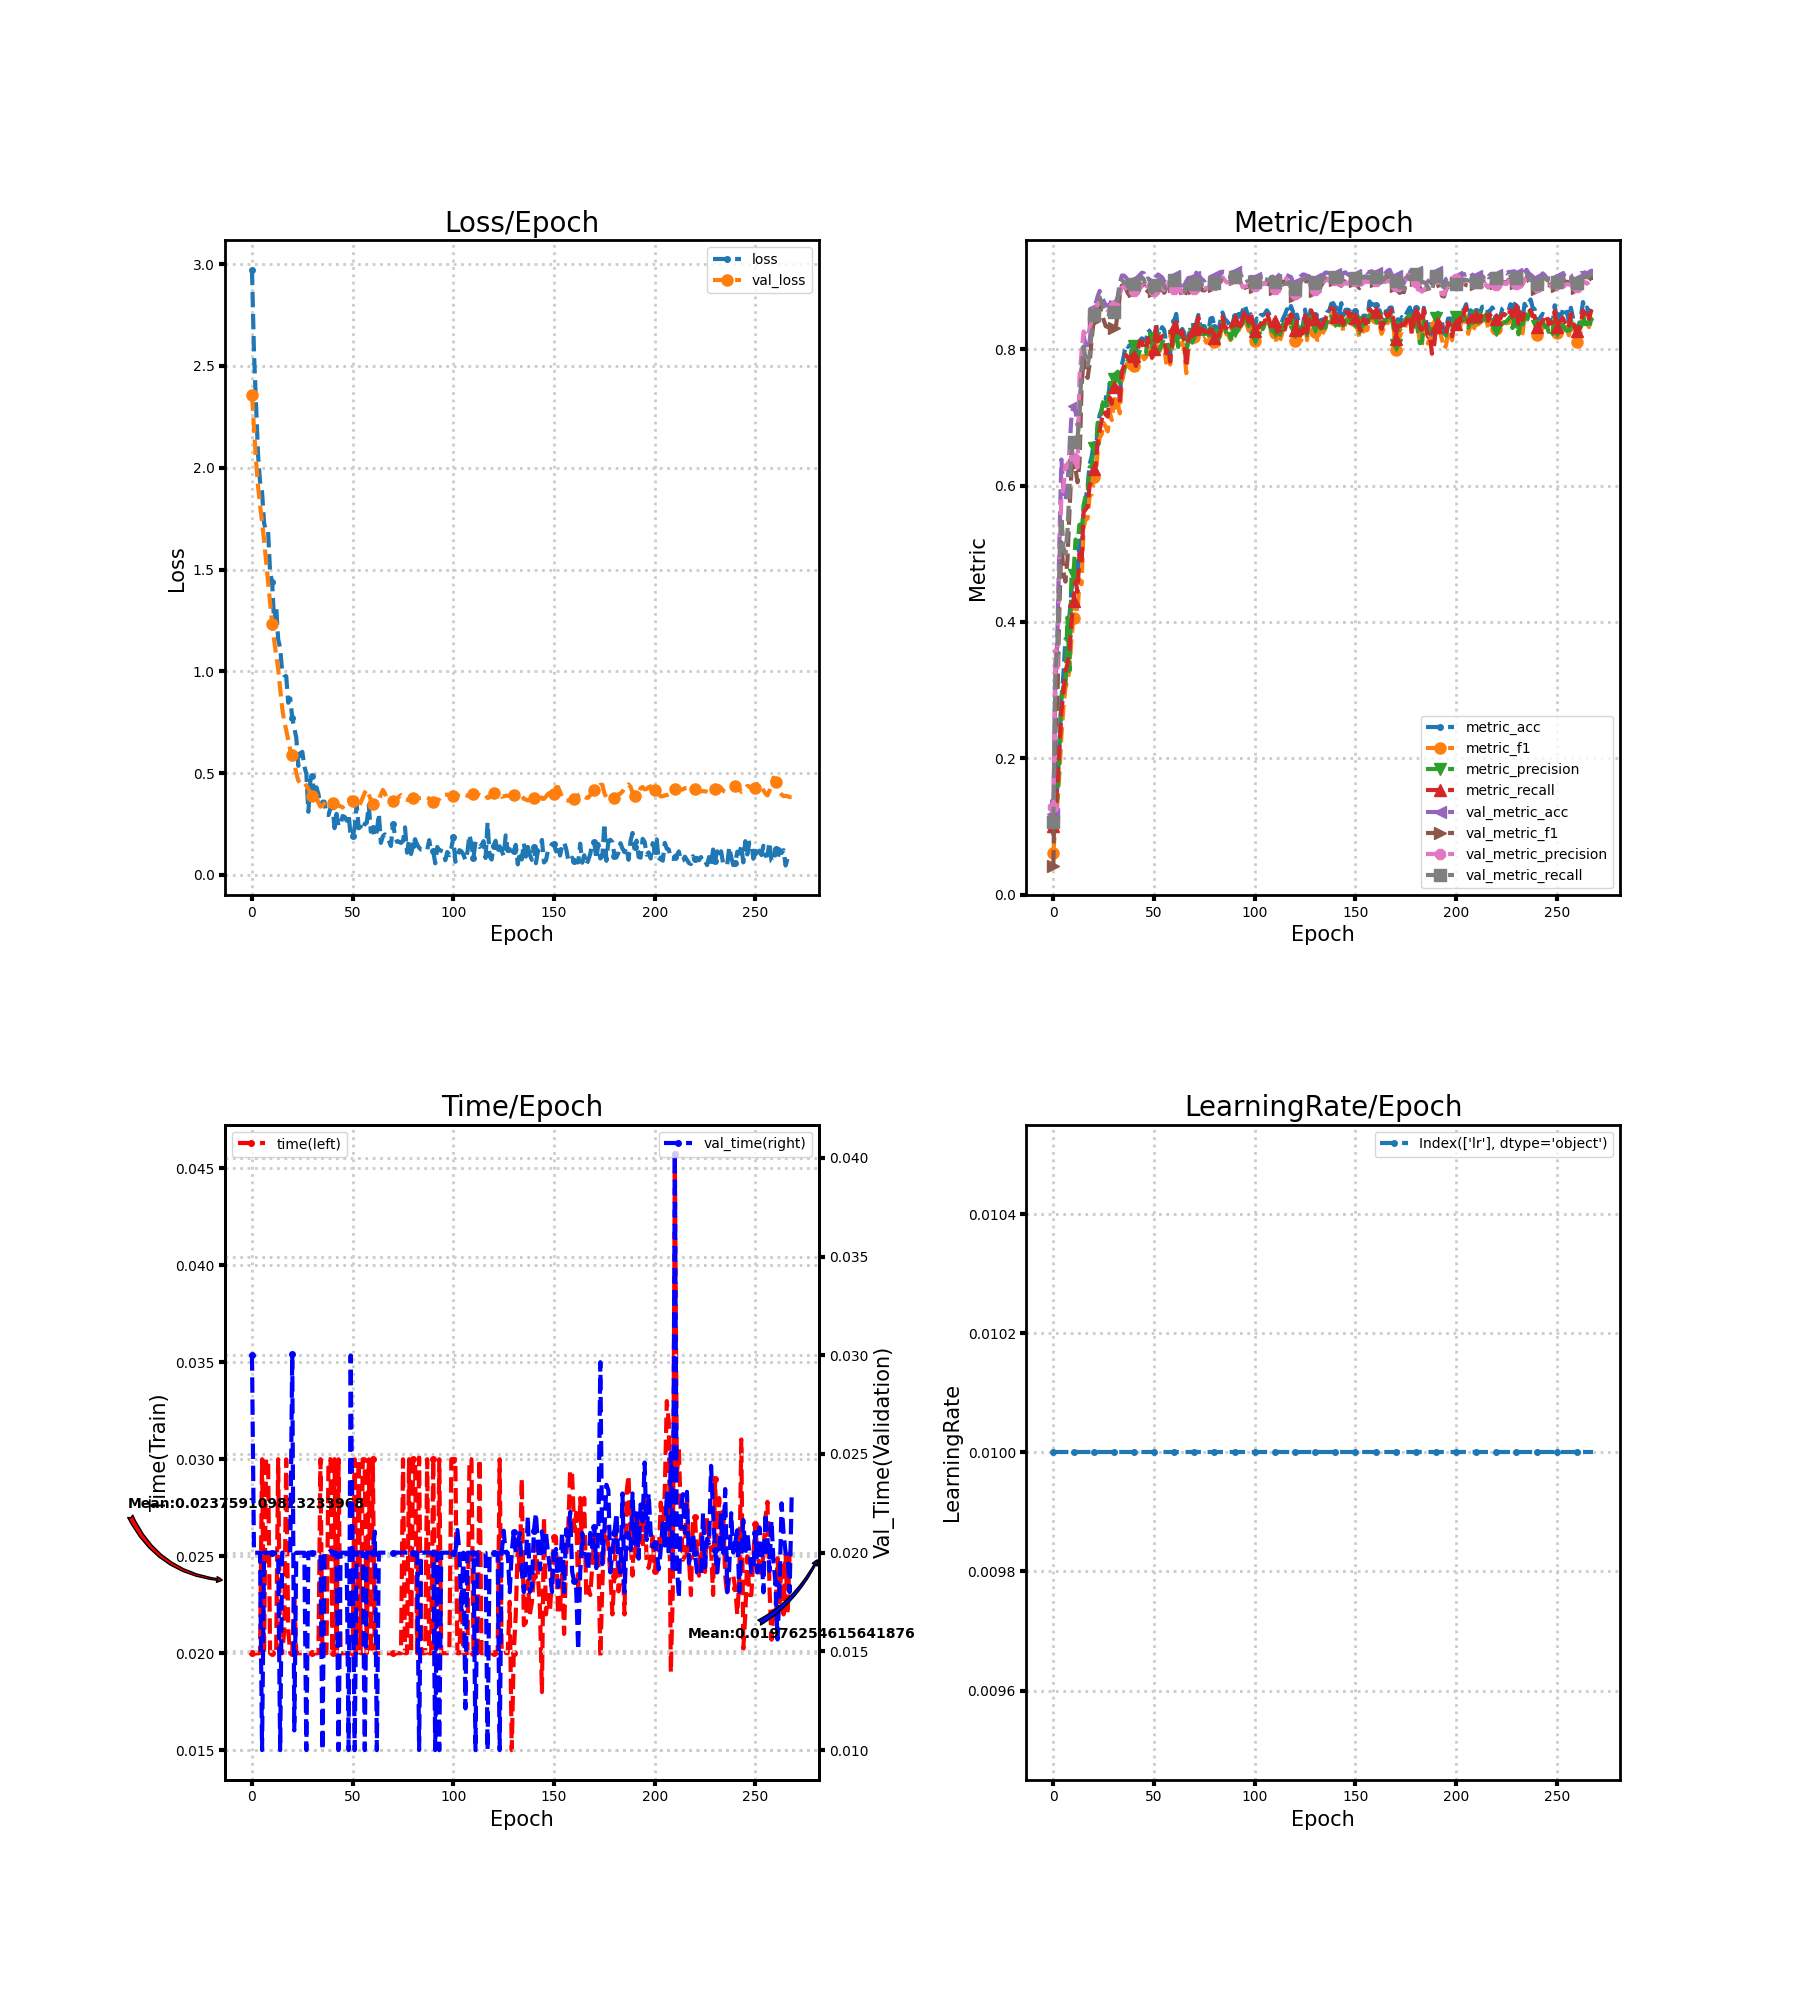 Loss/Epoch
3.0
2.5
2.0
1.5
1.0
0.5
0.0
Loss
loss
val_loss
0 50 100 150 200 250
Epoch
Metric/Epoch
0.8
0.6
0.4
0.2
0.0
Metric
metric_acc
metric_f1
metric_precision
metric_recall
val_metric_acc
val_metric_f1
val_metric_precision
val_metric_recall
0 50 100 150 200 250
Epoch
Time/Epoch
time(left)
val_time(right)
0.045
0.040
0.035
0.030
0.025
0.020
0.015
Time(Train)
0.040
0.035
0.030
0.025
0.020
0.015
0.010
Val_Time(Validation)
Mean:0.01976254615641876
0 50 100 150 200 250
Epoch
LearningRate/Epoch
Index(['lr'], dtype='object')
0.0104
0.0102
0.0100
0.0098
0.0096
LearningRate
0 50 100 150 200 250
Epoch